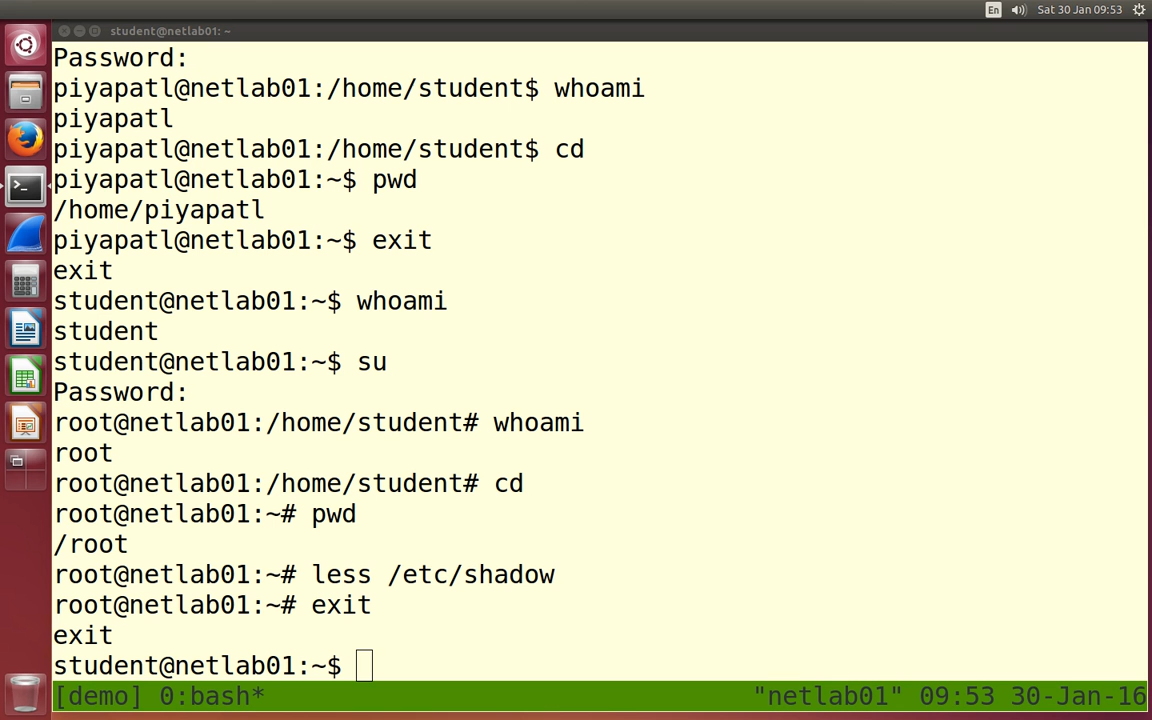 En
Sat 30 Jan 09:53
student@netlab01: ~
Password:
piyapatl@netlab01:/home/student$ whoami
piyapatl
piyapatl@netlab01:/home/student$ cd
piyapatl@netlab01:~$ pwd
/home/piyapatl
piyapatl@netlab01:~$ exit
exit
student@netlab01:~$ whoami
student
student@netlab01:~$ su
Password:
root@netlab01:/home/student# whoami
root
root@netlab01:/home/student# cd
root@netlab01:~# pwd
/root
root@netlab01:~# less /etc/shadow
root@netlab01:~# exit
exit
student@netlab01:~$
[demo] 0:bash* "netlab01" 09:53 30-Jan-16